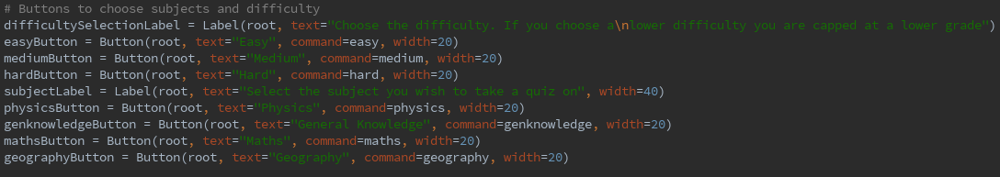 # Buttons to choose subjects and difficulty
difficultySelectionLabel = Label(root, text="Choose the difficulty. If you choose a\nlower difficulty you are capped at a lower grade")
easyButton = Button(root, text="Easy", command=easy, width=20)
mediumButton = Button(root, text="Medium", command=medium, width=20)
hardButton = Button(root, text="Hard", command=hard, width=20)
subjectLabel = Label(root, text="Select the subject you wish to take a quiz on", width=40)
physicsButton = Button(root, text="Physics", command=physics, width=20)
genknowledgeButton = Button(root, text="General Knowledge", command=genknowledge, width=20)
mathsButton = Button(root, text="Maths", command=maths, width=20)
geographyButton = Button(root, text="Geography", command=geography, width=20)